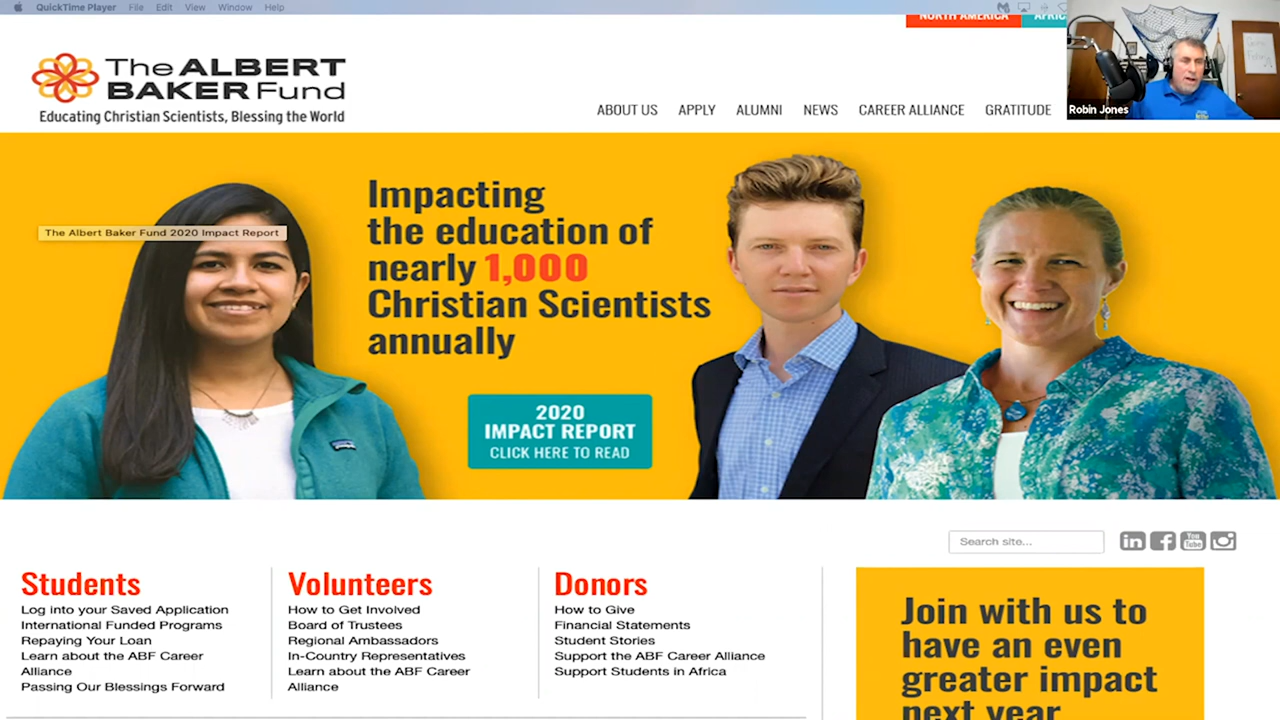 QuickTime Player File Edit View Window Help
NORTH AMERICA
The ALBERT
BAKER Fund
Educating Christian Scientists, Blessing the World
ABOUT US APPLY ALUMNI NEWS CAREER ALLIANCE GRATITUDE
Robin Jones
Impacting
the education of
nearly 1,000
Christian Scientists
annually
The Albert Baker Fund 2020 Impact Report
2020
IMPACT REPORT
CLICK HERE TO READ
Search site...
in f You Tube
Students
Log into your Saved Application
International Funded Programs
Repaying Your Loan
Learn about the ABF Career
Alliance
Passing Our Blessings Forward
Volunteers
How to Get Involved
Board of Trustees
Regional Ambassadors
In-Country Representatives
Learn about the ABF Career
Alliance
Donors
How to Give
Financial Statements
Student Stories
Support the ABF Career Alliance
Support Students in Africa
Join with us to
have an even
greater impact
next year